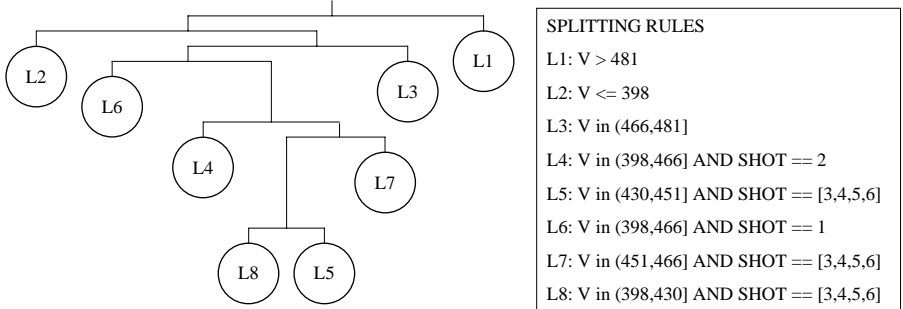 L2
L6
L3
L1
L4
L7
L8
L5
SPLITTING RULES
L1: V > 481
L2: V <= 398
L3: V in (466,481]
L4: V in (398,466] AND SHOT == 2
L5: V in (430,451] AND SHOT == [3,4,5,6]
L6: V in (398,466] AND SHOT == 1
L7: V in (451,466] AND SHOT == [3,4,5,6]
L8: V in (398,430] AND SHOT == [3,4,5,6]